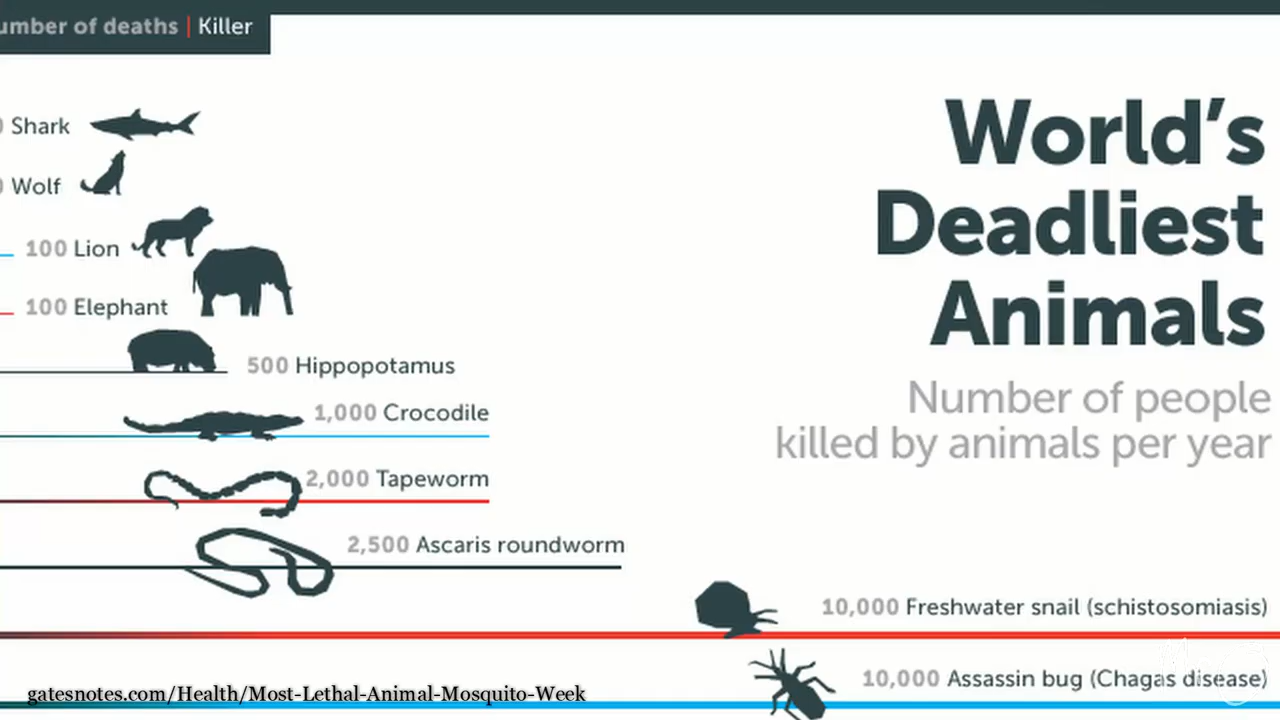 umber of deaths | Killer
World's
Deadliest
Animals
Number of people
killed by animals per year
0 Shark
0 Wolf
100 Lion
100 Elephant
500 Hippopotamus
1,000 Crocodile
2,000 Tapeworm
2,500 Ascaris roundworm
10,000 Freshwater snail (schistosomiasis)
10,000 Assassin bug (Chagas disease)
gatesnotes.com/Health/Most-Lethal-Animal-Mosquito-Week